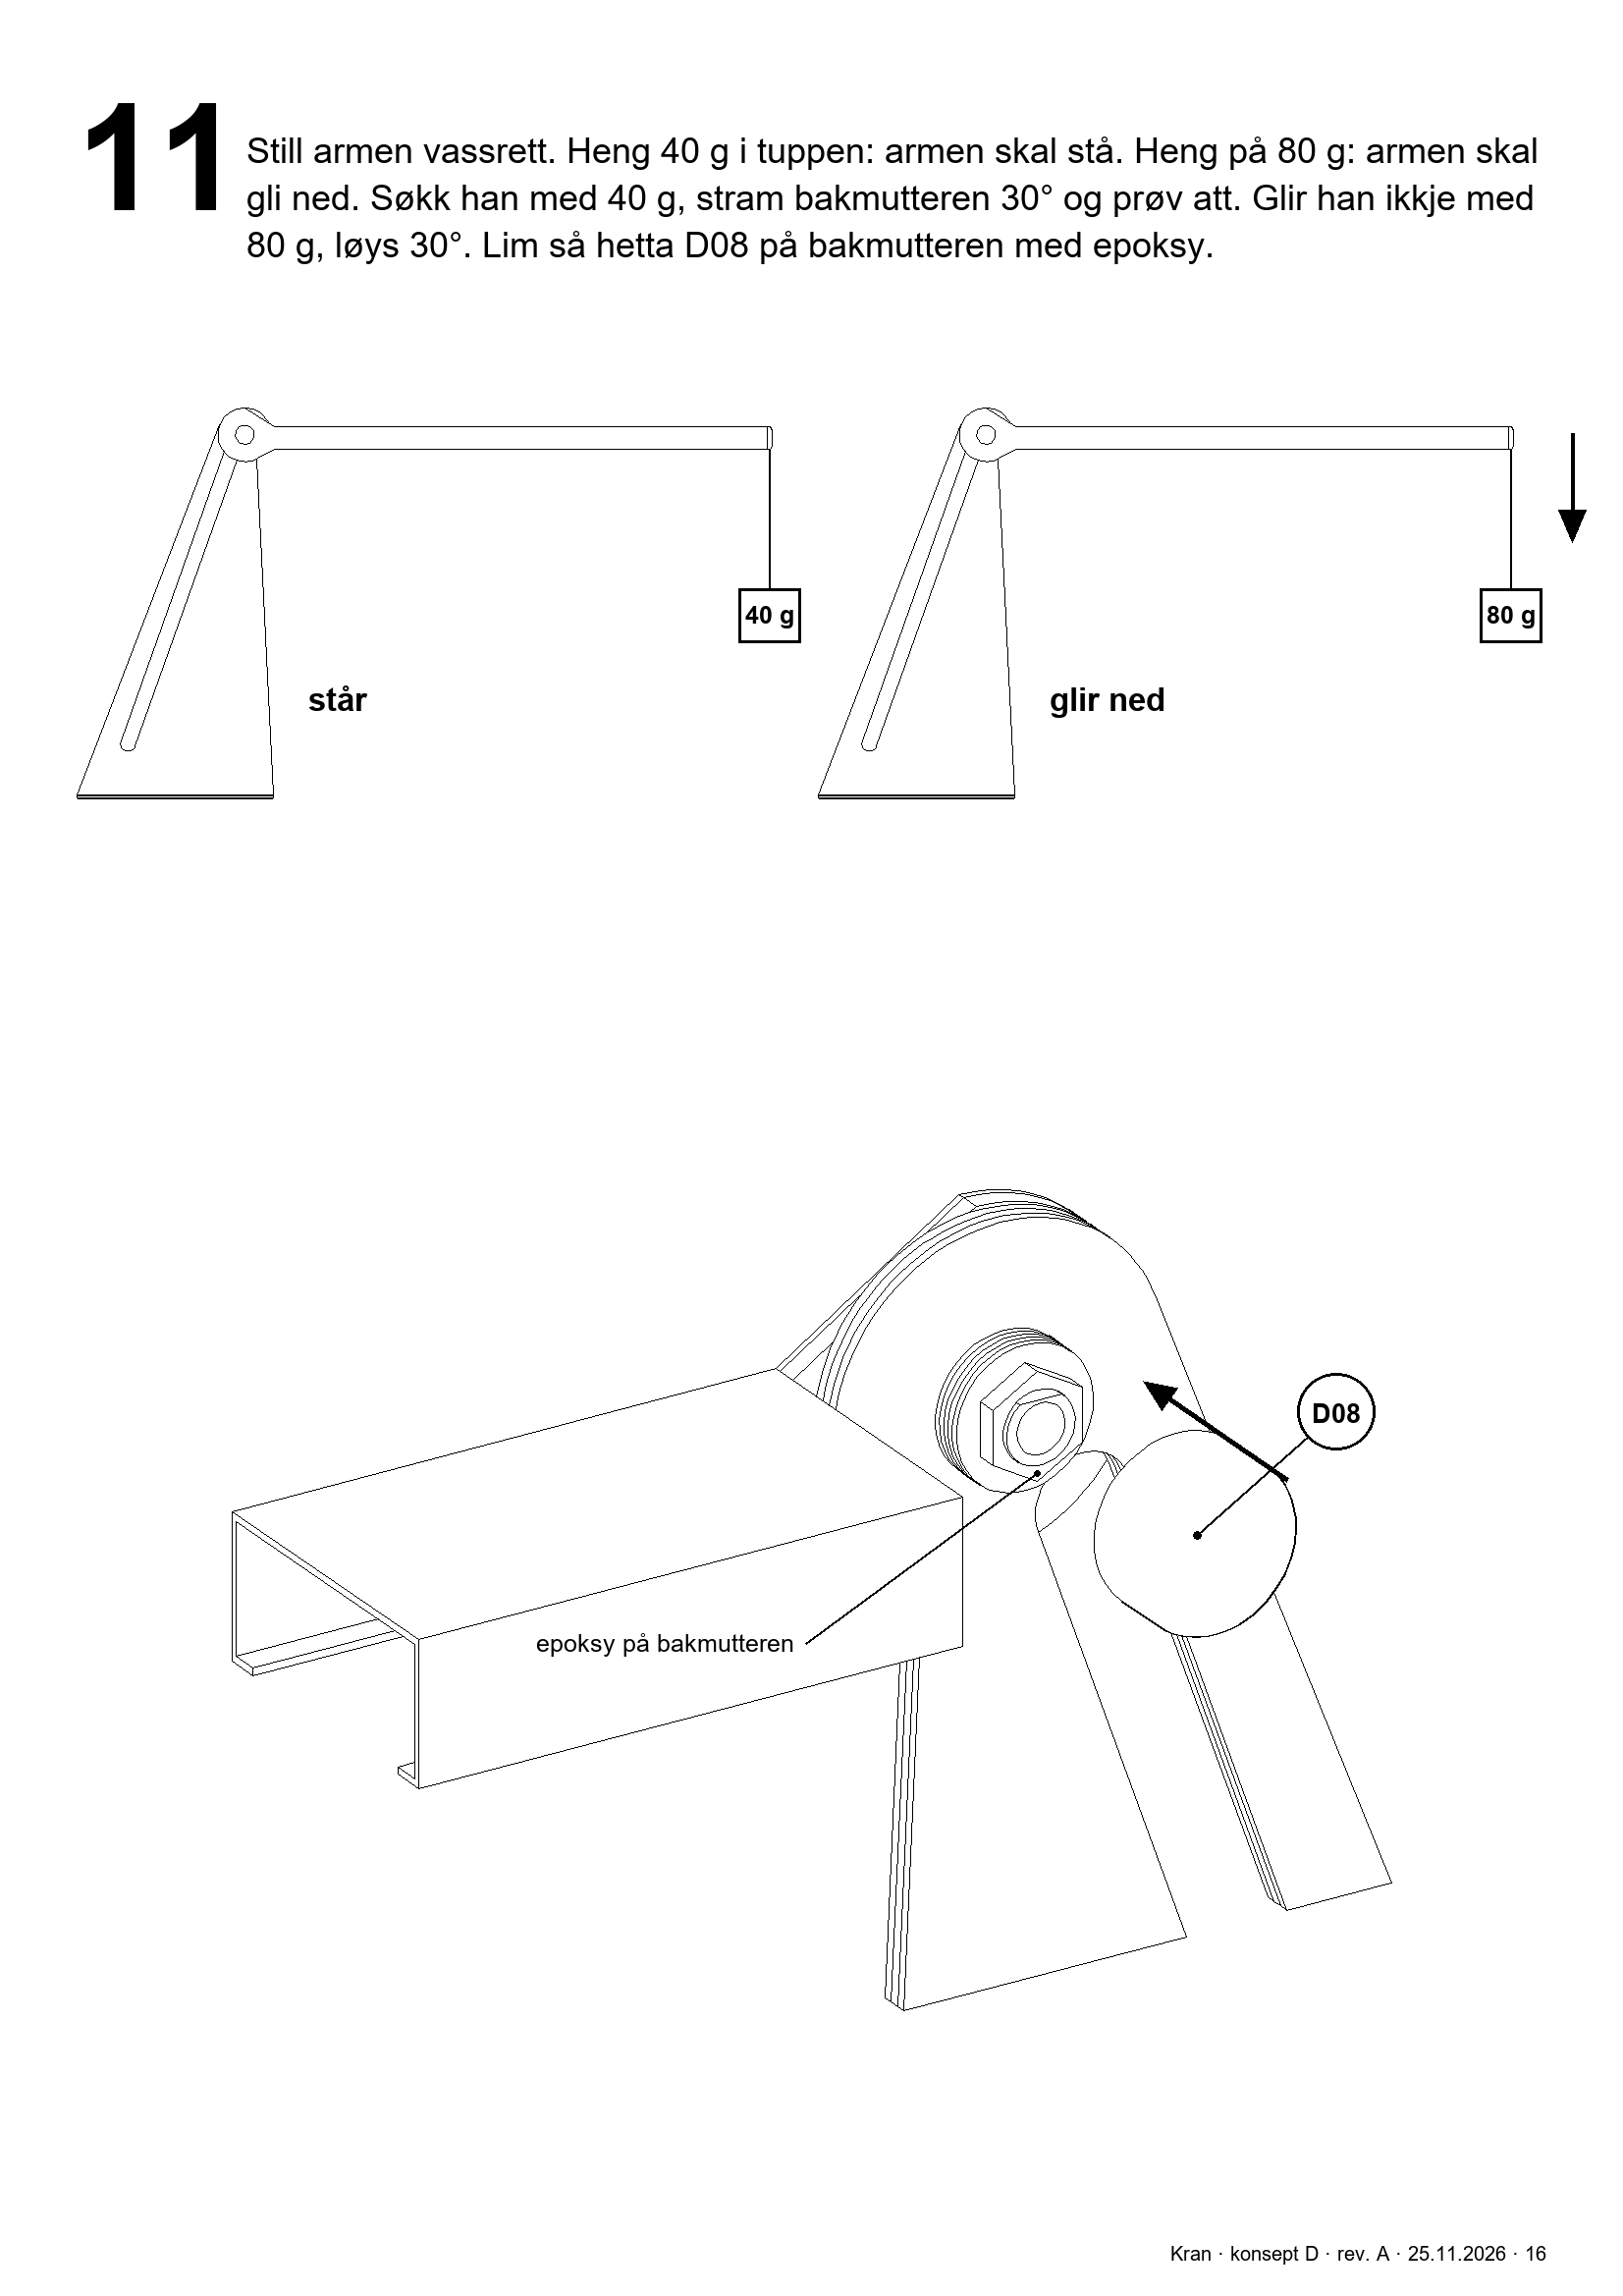 11
Still armen vassrett. Heng 40 g i tuppen: armen skal stå. Heng på 80 g: armen skal
gli ned. Søkk han med 40 g, stram bakmutteren 30° og prøv att. Glir han ikkje med
80 g, løys 30°. Lim så hetta D08 på bakmutteren med epoksy.
40 g
80 g
står
glir ned
D08
epoksy på bakmutteren
Kran · konsept D · rev. A · 25.11.2026 · 16